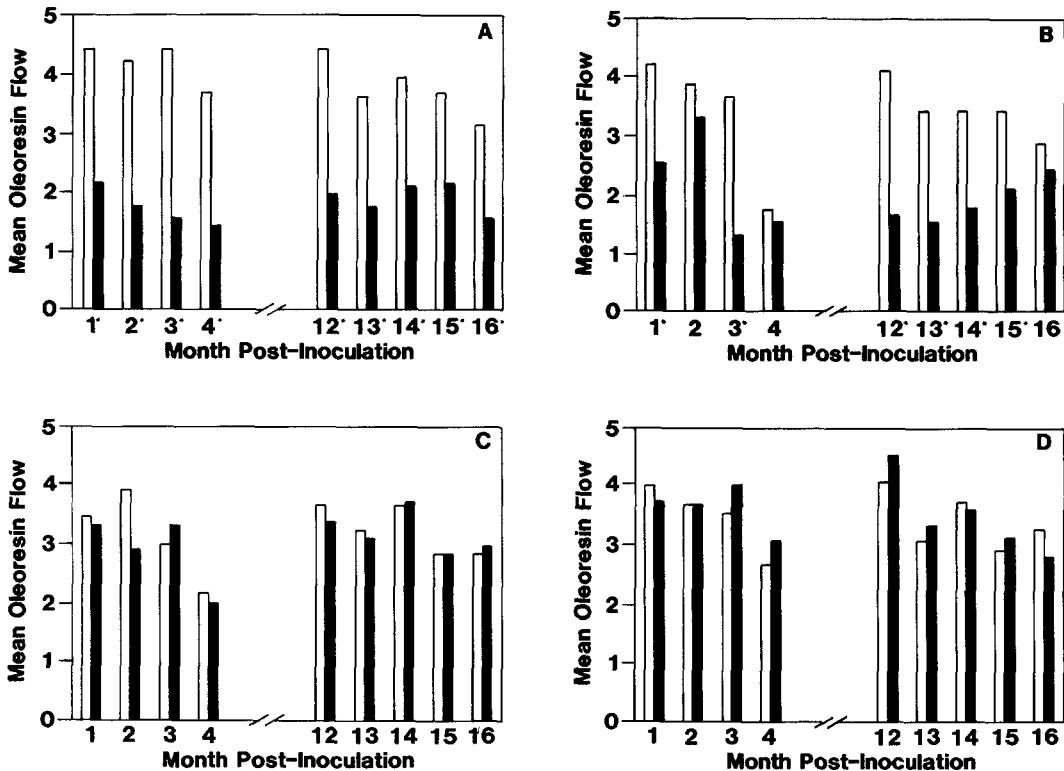 A
Mean Oleoresin Flow
5
4
3
2
1
0
1* 2* 3* 4* 12* 13* 14* 15* 16*
Month Post-Inoculation
B
Mean Oleoresin Flow
5
4
3
2
1
0
1* 2 3* 4 12* 13* 14* 15* 16
Month Post-Inoculation
C
Mean Oleoresin Flow
5
4
3
2
1
0
1 2 3 4 12 13 14 15 16
Month Post-Inoculation
D
Mean Oleoresin Flow
5
4
3
2
1
0
1 2 3 4 12 13 14 15 16
Month Post-Inoculation